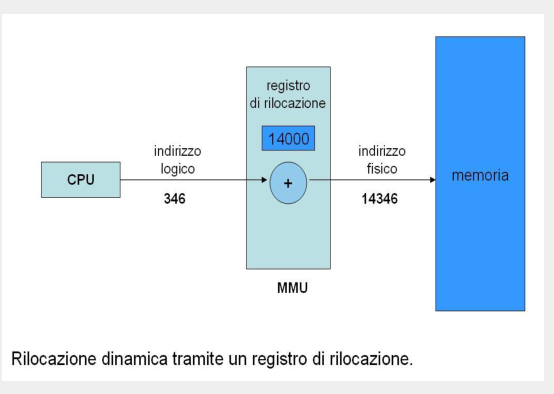 registro
di rilocazione
14000
indirizzo
logico
indirizzo
fisico
CPU
+
memoria
346
14346
MMU
Rilocazione dinamica tramite un registro di rilocazione.